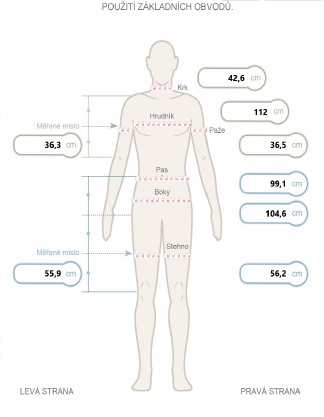 POUŽITÍ ZÁKLADNÍCH OBVODŮ.
Krk
42,6 cm
Hrudník
112 cm
Měřené místo
Paže
36,3 cm
36,5 cm
Pas
99,1 cm
Boky
104,6 cm
Stehno
Měřené místo
55,9 cm
56,2 cm
LEVÁ STRANA
PRAVÁ STRANA